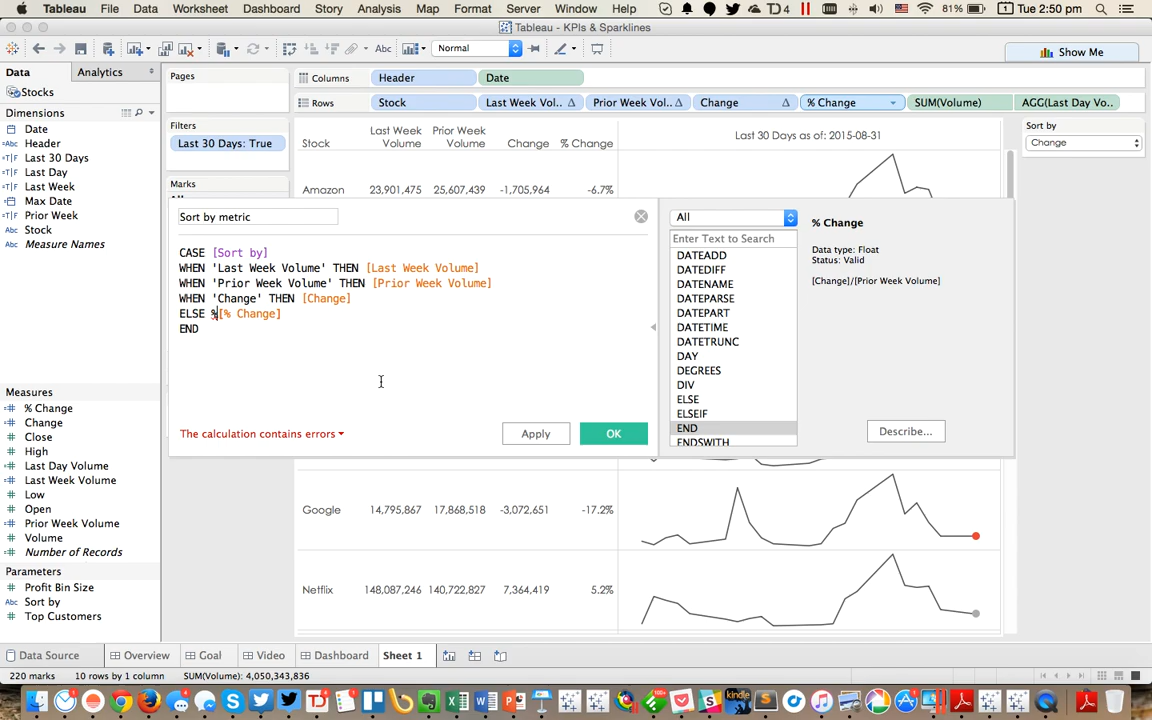 Tableau File Data Worksheet Dashboard Story Analysis Map Format Server Window Help 4 81% Tue 2:50 pm
Tableau - KPIs & Sparklines
Abc Normal Show Me
Data Analytics
Stocks
Dimensions
Date
Abc Header
T|F Last 30 Days
T|F Last Day
T|F Last Week
Max Date
T|F Prior Week
Abc Stock
Measure Names
Measures
% Change
Change
Close
High
Last Day Volume
Last Week Volume
Low
Open
Prior Week Volume
Volume
Number of Records
Parameters
Profit Bin Size
Abc Sort by
Top Customers
Pages
Filters
Last 30 Days: True
Marks
Columns Header Date
Rows Stock Last Week Vol.. Δ Prior Week Vol.. Δ Change Δ % Change SUM(Volume) AGG(Last Day Vo..
Sort by
Change
Stock Last Week Volume Prior Week Volume Change % Change Last 30 Days as of: 2015-08-31
Amazon 23,901,475 25,607,439 -1,705,964 -6.7%
Sort by metric
CASE [Sort by]
WHEN 'Last Week Volume' THEN [Last Week Volume]
WHEN 'Prior Week Volume' THEN [Prior Week Volume]
WHEN 'Change' THEN [Change]
ELSE %[% Change]
END
The calculation contains errors
Apply OK
All
Enter Text to Search
DATEADD
DATEDIFF
DATENAME
DATEPARSE
DATEPART
DATETIME
DATETRUNC
DAY
DEGREES
DIV
ELSE
ELSEIF
END
ENDSWITH
% Change
Data type: Float
Status: Valid
[Change]/[Prior Week Volume]
Describe...
Google 14,795,867 17,868,518 -3,072,651 -17.2%
Netflix 148,087,246 140,722,827 7,364,419 5.2%
Data Source Overview Goal Video Dashboard Sheet 1
220 marks 10 rows by 1 column SUM(Volume): 4,050,343,836
100+ kindle